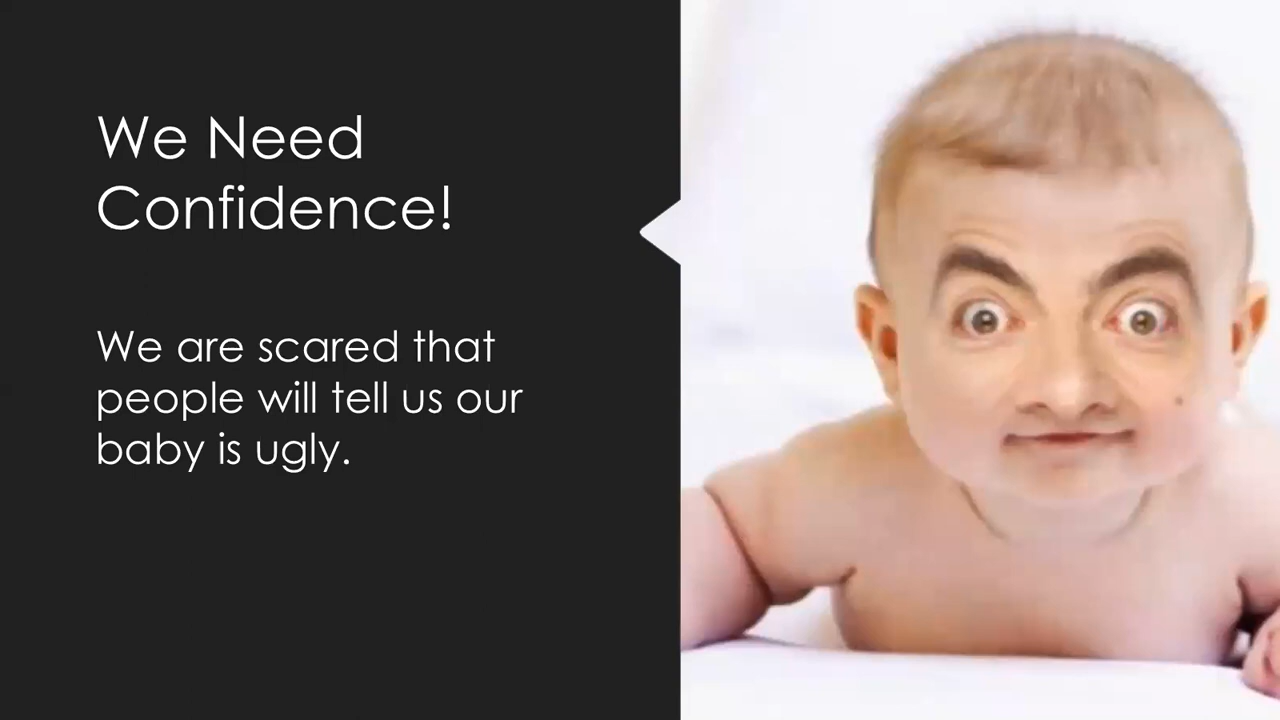 We Need
Confidence!
We are scared that
people will tell us our
baby is ugly.